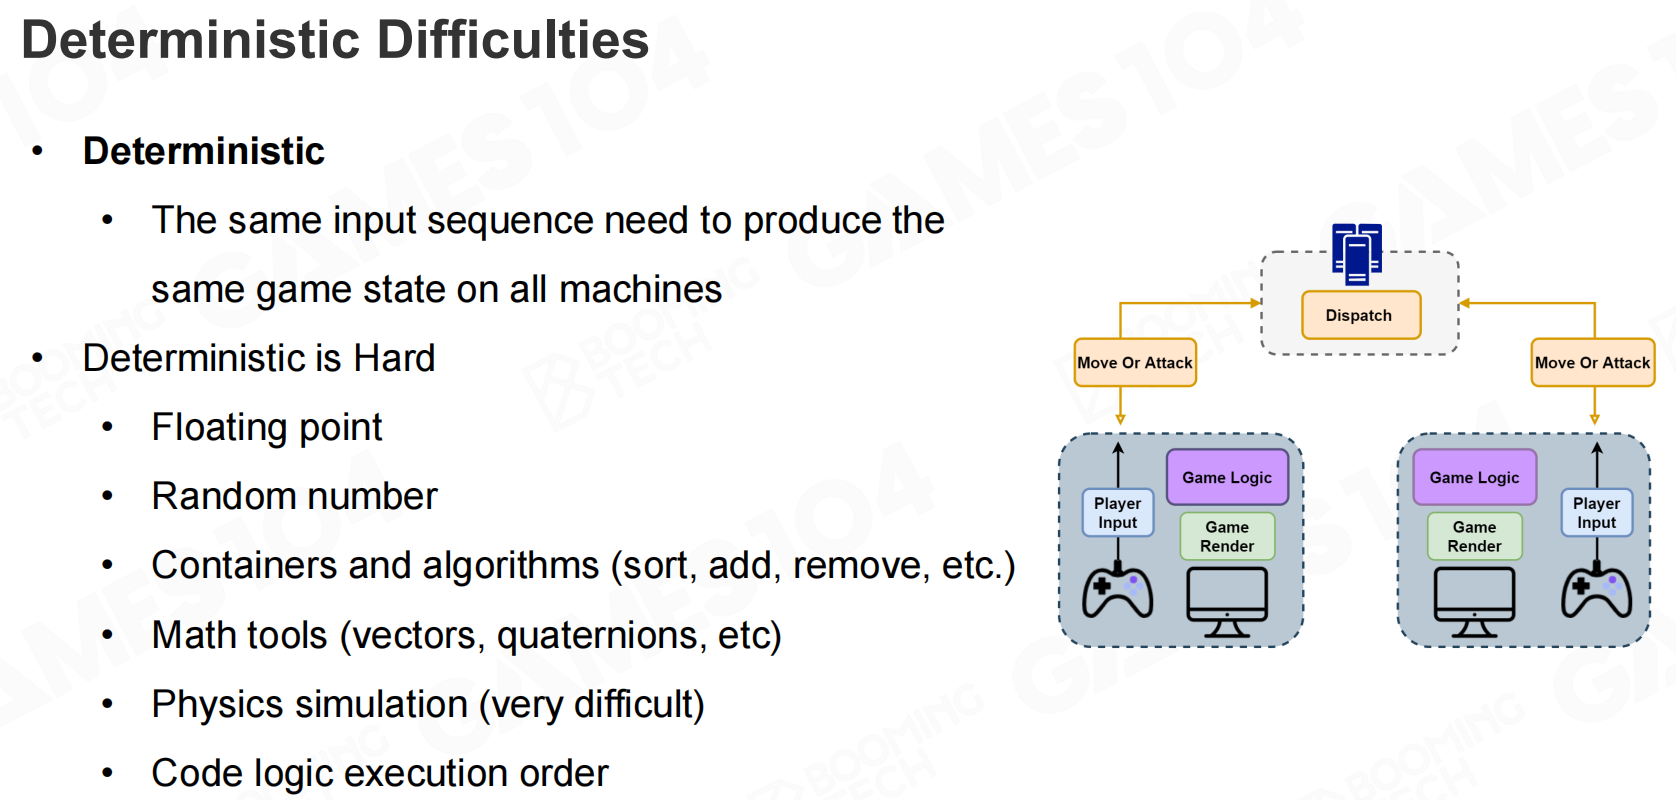 Deterministic Difficulties
• Deterministic
• The same input sequence need to produce the
same game state on all machines
• Deterministic is Hard
• Floating point
• Random number
• Containers and algorithms (sort, add, remove, etc.)
• Math tools (vectors, quaternions, etc)
• Physics simulation (very difficult)
• Code logic execution order
Dispatch
Move Or Attack
Move Or Attack
Player
Input
Game Logic
Game
Render
Game Logic
Game
Render
Player
Input
GAMES 104
BOOMING
TECH